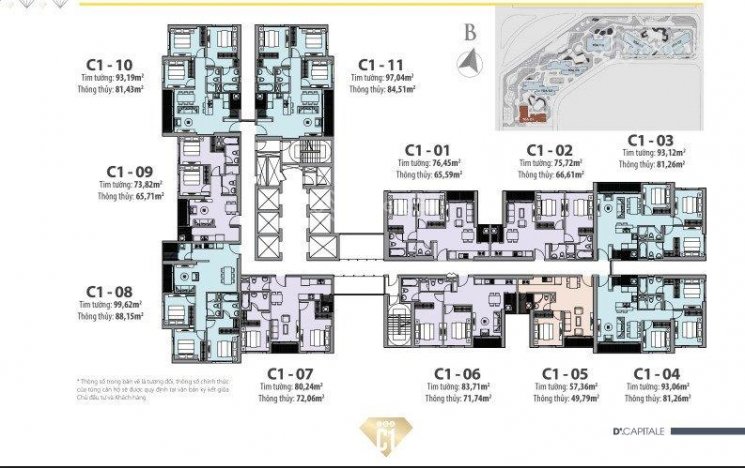 C1 - 10
Tim tường: 93,19m²
Thông thủy: 81,43m²
C1 - 11
Tim tường: 97,04m²
Thông thủy: 84,51m²
B
C1 - 01
Tim tường: 76,45m²
Thông thủy: 65,59m²
C1 - 02
Tim tường: 75,72m²
Thông thủy: 66,61m²
C1 - 03
Tim tường: 93,12m²
Thông thủy: 81,26m²
C1 - 09
Tim tường: 73,82m²
Thông thủy: 65,71m²
C1 - 08
Tim tường: 99,62m²
Thông thủy: 88,15m²
C1 - 07
Tim tường: 80,24m²
Thông thủy: 72,06m²
C1 - 06
Tim tường: 83,71m²
Thông thủy: 71,74m²
C1 - 05
Tim tường: 57,36m²
Thông thủy: 49,79m²
C1 - 04
Tim tường: 93,06m²
Thông thủy: 81,26m²
* Thông số trong bản vẽ là tương đối, thông số chính thức
của từng căn hộ sẽ được quy định tại văn bản ký kết giữa
Chủ đầu tư và Khách hàng.
C1
D'.CAPITALE